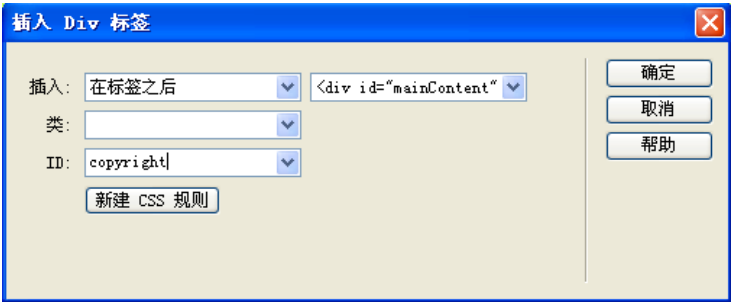 插入 Div 标签
插入: 在标签之后 <div id="mainContent" 确定
类: 取消
ID: copyright 帮助
新建 CSS 规则